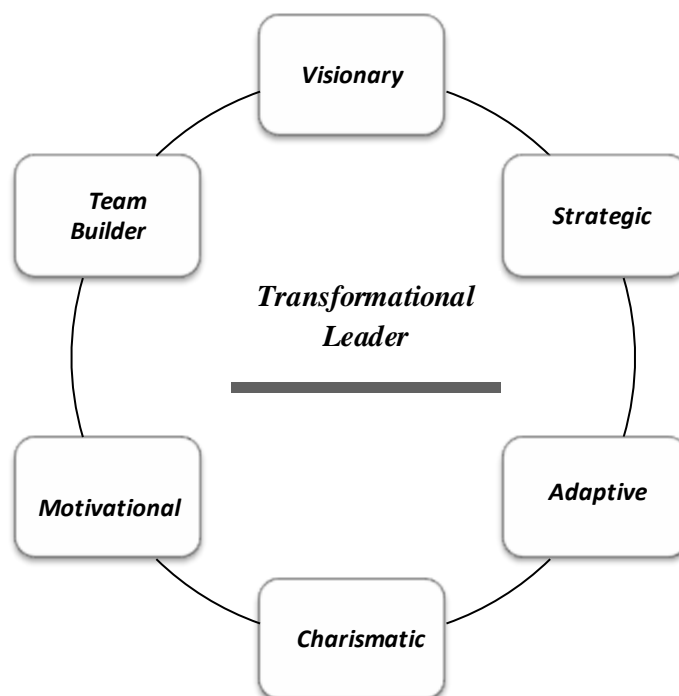 Visionary
Team
Builder
Strategic
Transformational
Leader
Motivational
Adaptive
Charismatic